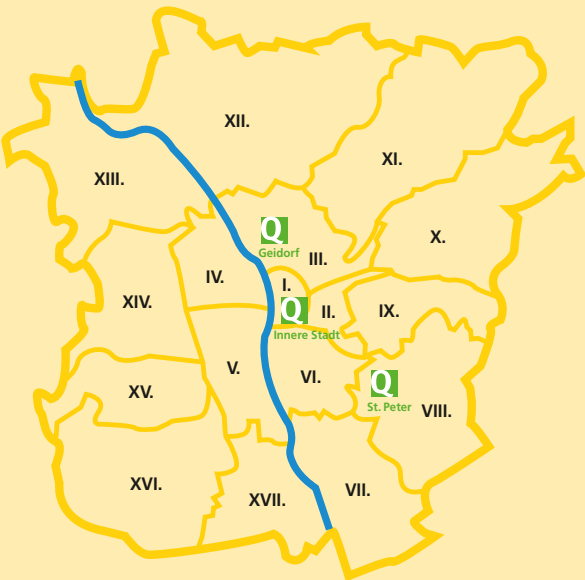 XII.
XI.
XIII.
Q
Geidorf
III.
X.
IV.
I.
XIV.
Q
II.
IX.
Innere Stadt
V.
VI.
Q
St. Peter
VIII.
XV.
XVI.
XVII.
VII.